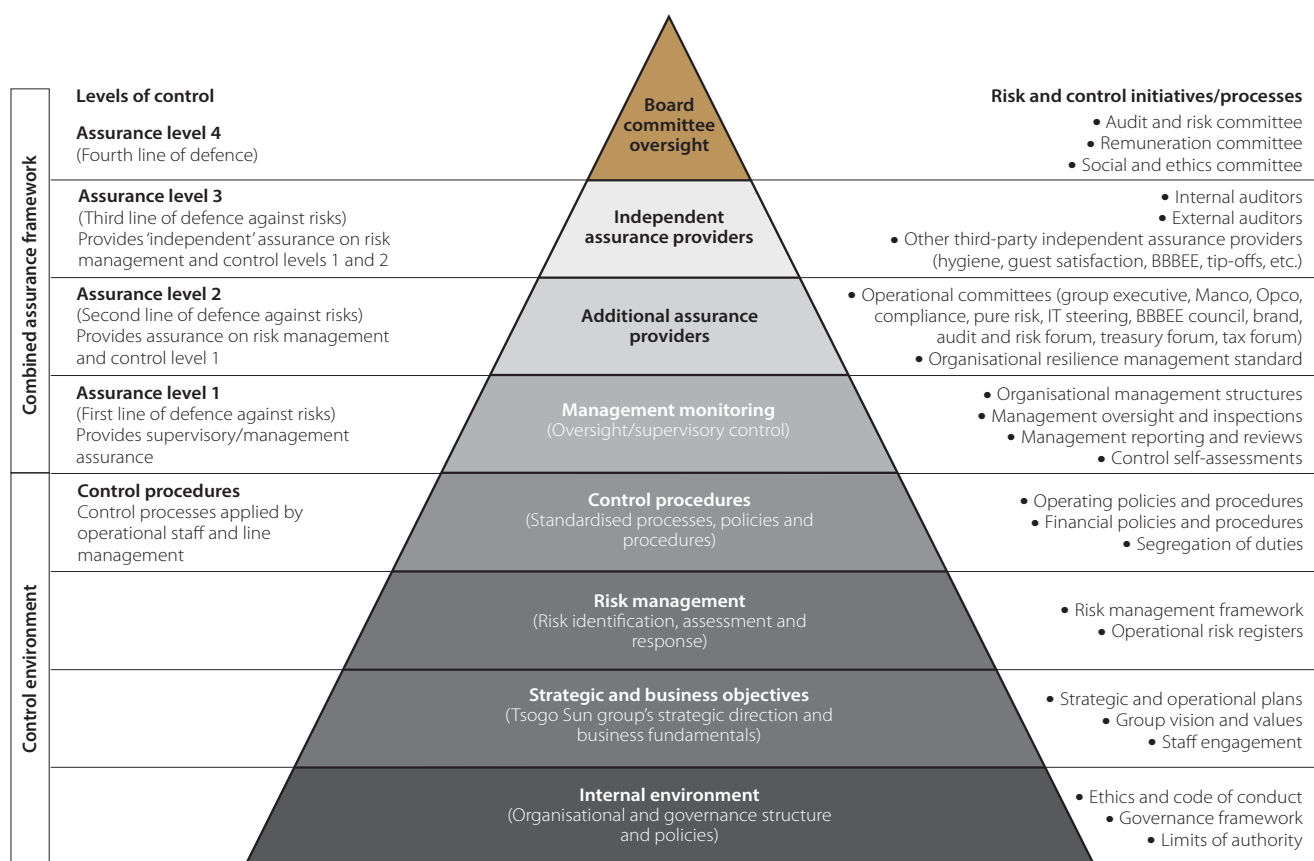 Combined assurance framework
Control environment
Levels of control
Risk and control initiatives/processes
Assurance level 4
(Fourth line of defence)
Board
committee
oversight
• Audit and risk committee
• Remuneration committee
• Social and ethics committee
Assurance level 3
(Third line of defence against risks)
Provides ‘independent’ assurance on risk
management and control levels 1 and 2
Independent
assurance providers
• Internal auditors
• External auditors
• Other third-party independent assurance providers
(hygiene, guest satisfaction, BBBEE, tip-offs, etc.)
Assurance level 2
(Second line of defence against risks)
Provides assurance on risk management
and control level 1
Additional assurance
providers
• Operational committees (group executive, Manco, Opco,
compliance, pure risk, IT steering, BBBEE council, brand,
audit and risk forum, treasury forum, tax forum)
• Organisational resilience management standard
Assurance level 1
(First line of defence against risks)
Provides supervisory/management
assurance
Management monitoring
(Oversight/supervisory control)
• Organisational management structures
• Management oversight and inspections
• Management reporting and reviews
• Control self-assessments
Control procedures
Control processes applied by
operational staff and line
management
Control procedures
(Standardised processes, policies and
procedures)
• Operating policies and procedures
• Financial policies and procedures
• Segregation of duties
Risk management
(Risk identification, assessment and
response)
• Risk management framework
• Operational risk registers
Strategic and business objectives
(Tsogo Sun group’s strategic direction and
business fundamentals)
• Strategic and operational plans
• Group vision and values
• Staff engagement
Internal environment
(Organisational and governance structure
and policies)
• Ethics and code of conduct
• Governance framework
• Limits of authority